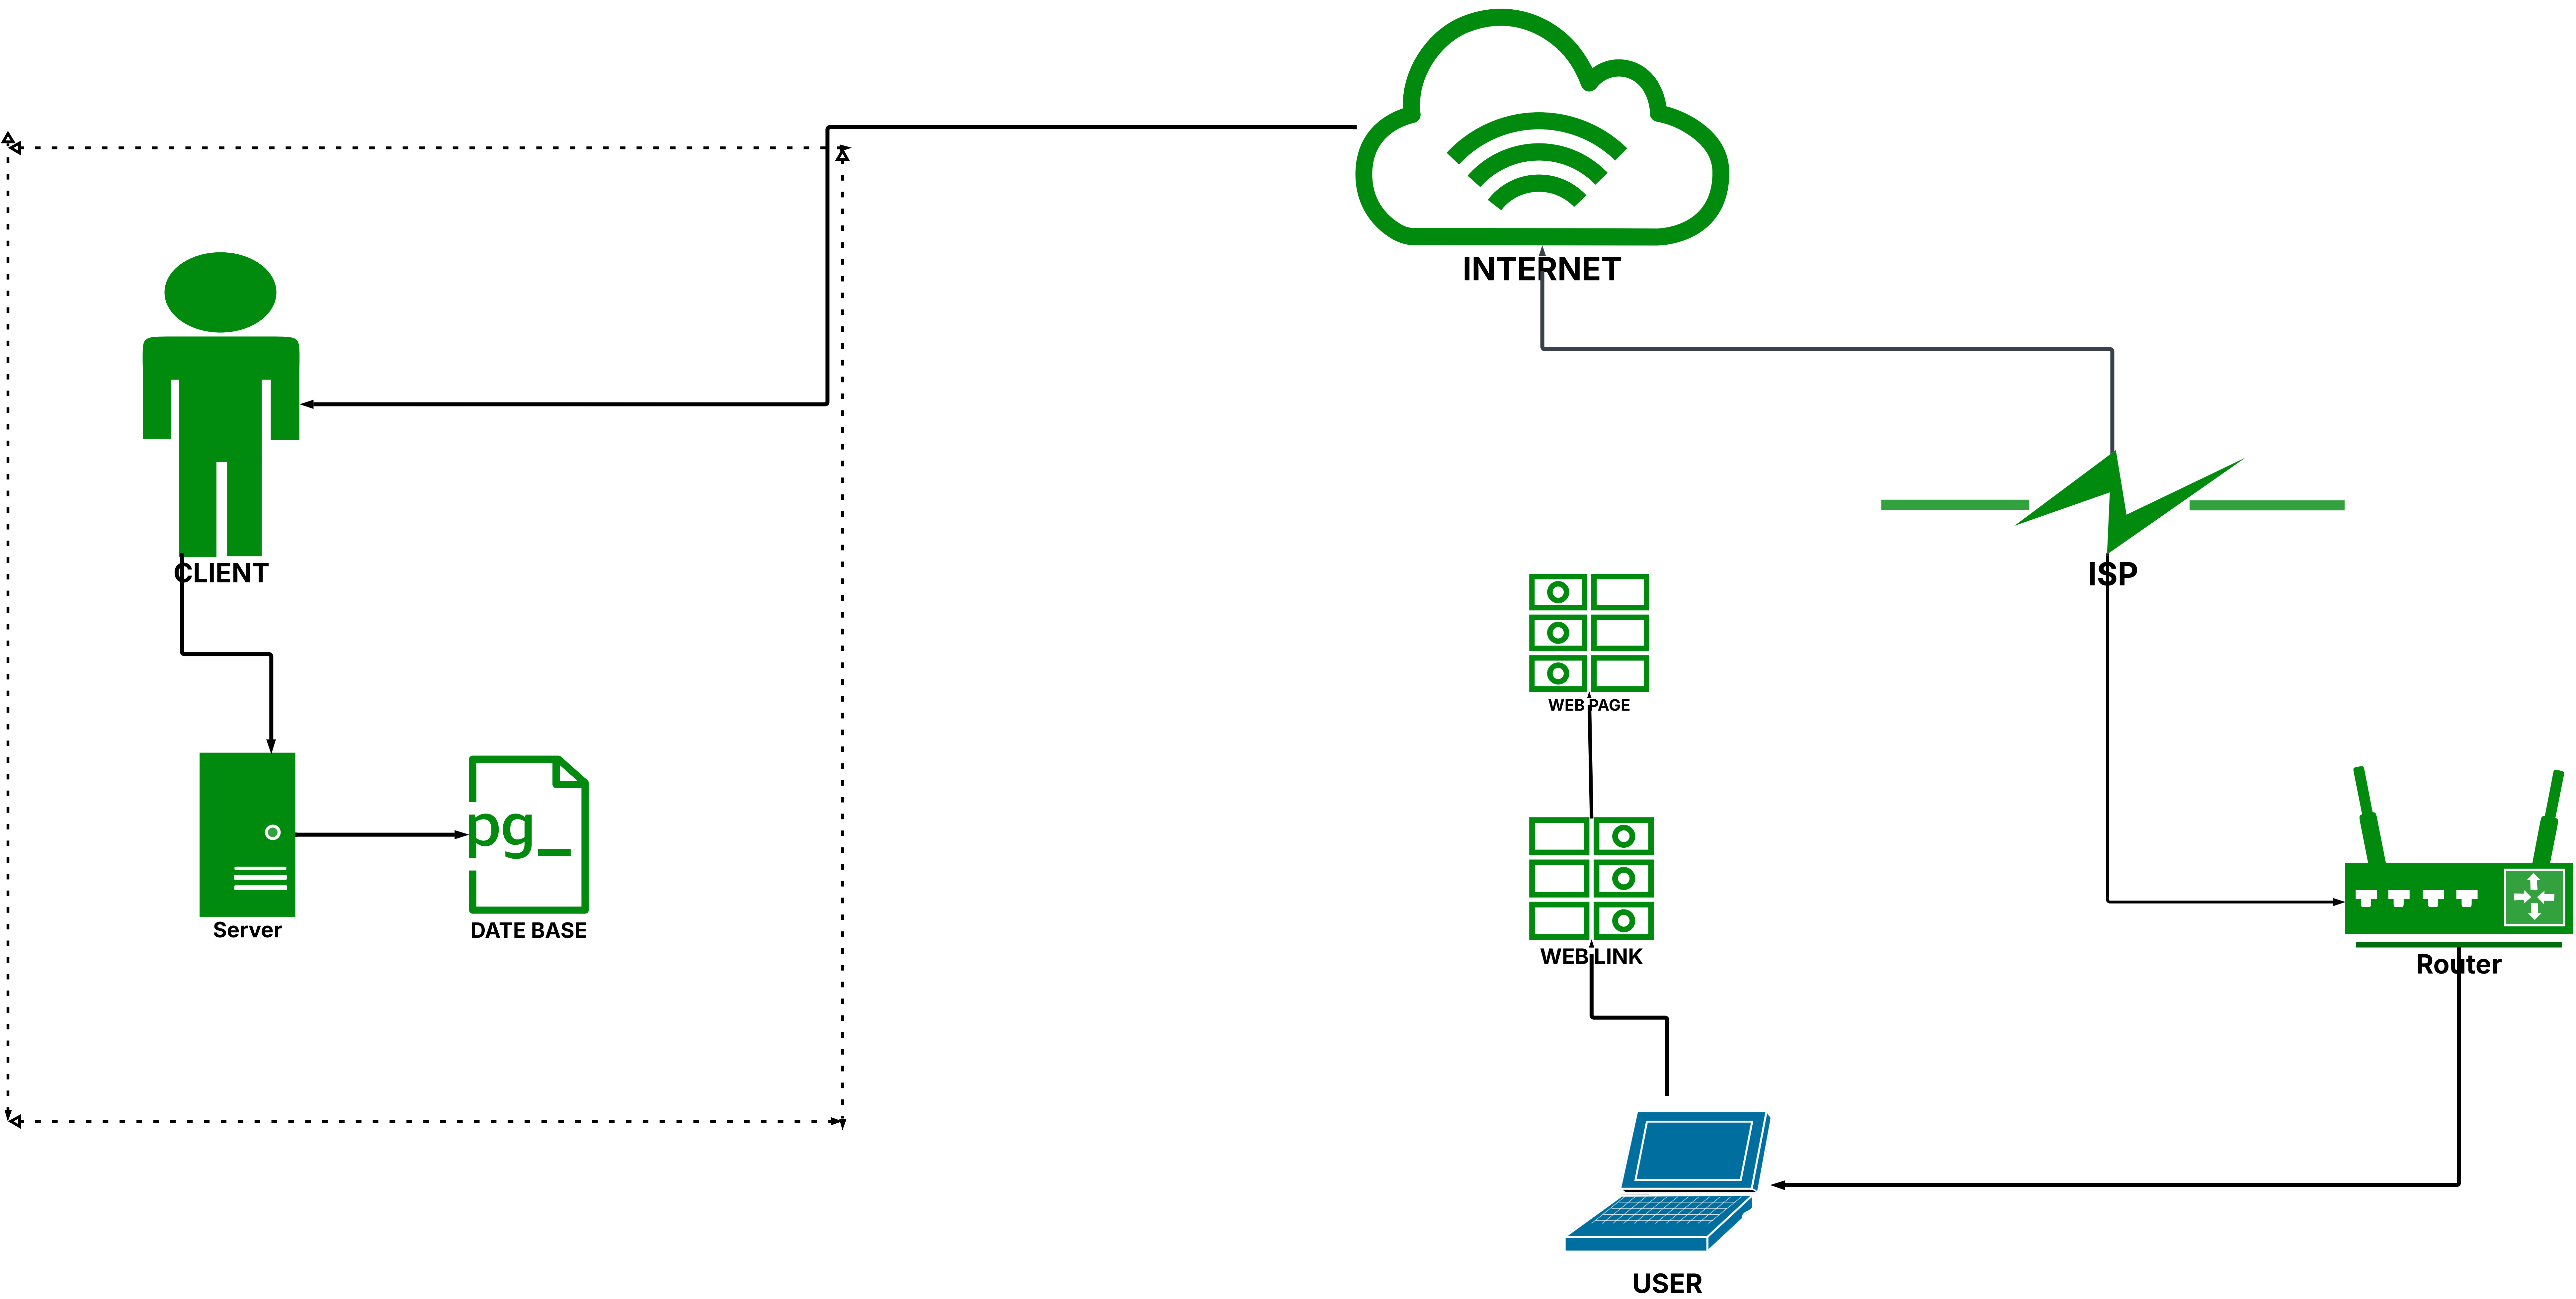 INTERNET
CLIENT
ISP
WEB PAGE
pg_
Server
DATE BASE
WEB LINK
Router
USER